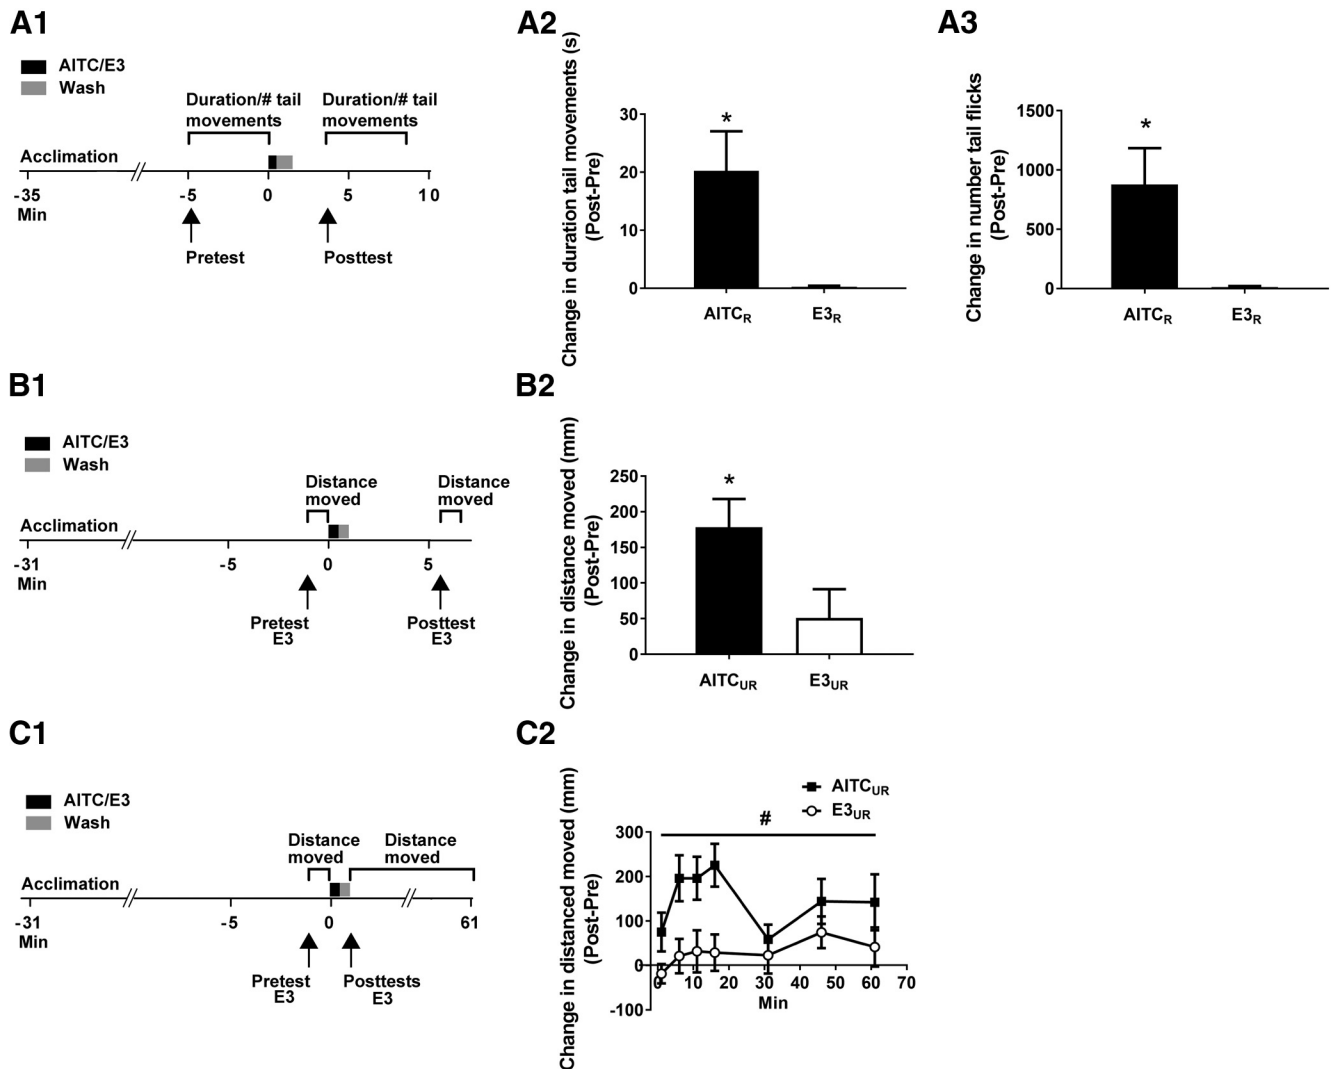 A1
AITC/E3
Wash
Duration/# tail
movements
Duration/# tail
movements
Acclimation
-35
-5
0
5
10
Min
Pretest
Posttest
A2
Change in duration tail movements (s)
(Post-Pre)
30
20
10
0
*
AITCR
E3R
A3
Change in number tail flicks
(Post-Pre)
1500
1000
500
0
*
AITCR
E3R
B1
AITC/E3
Wash
Distance
moved
Distance
moved
Acclimation
-31
-5
0
5
Min
Pretest
E3
Posttest
E3
B2
Change in distance moved (mm)
(Post-Pre)
250
200
150
100
50
0
*
AITCUR
E3UR
C1
AITC/E3
Wash
Distance
moved
Distance
moved
Acclimation
-31
-5
0
61
Min
Pretest
E3
Posttests
E3
C2
Change in distanced moved (mm)
(Post-Pre)
AITCUR
E3UR
#
300
200
100
0
-100
0 10 20 30 40 50 60 70
Min